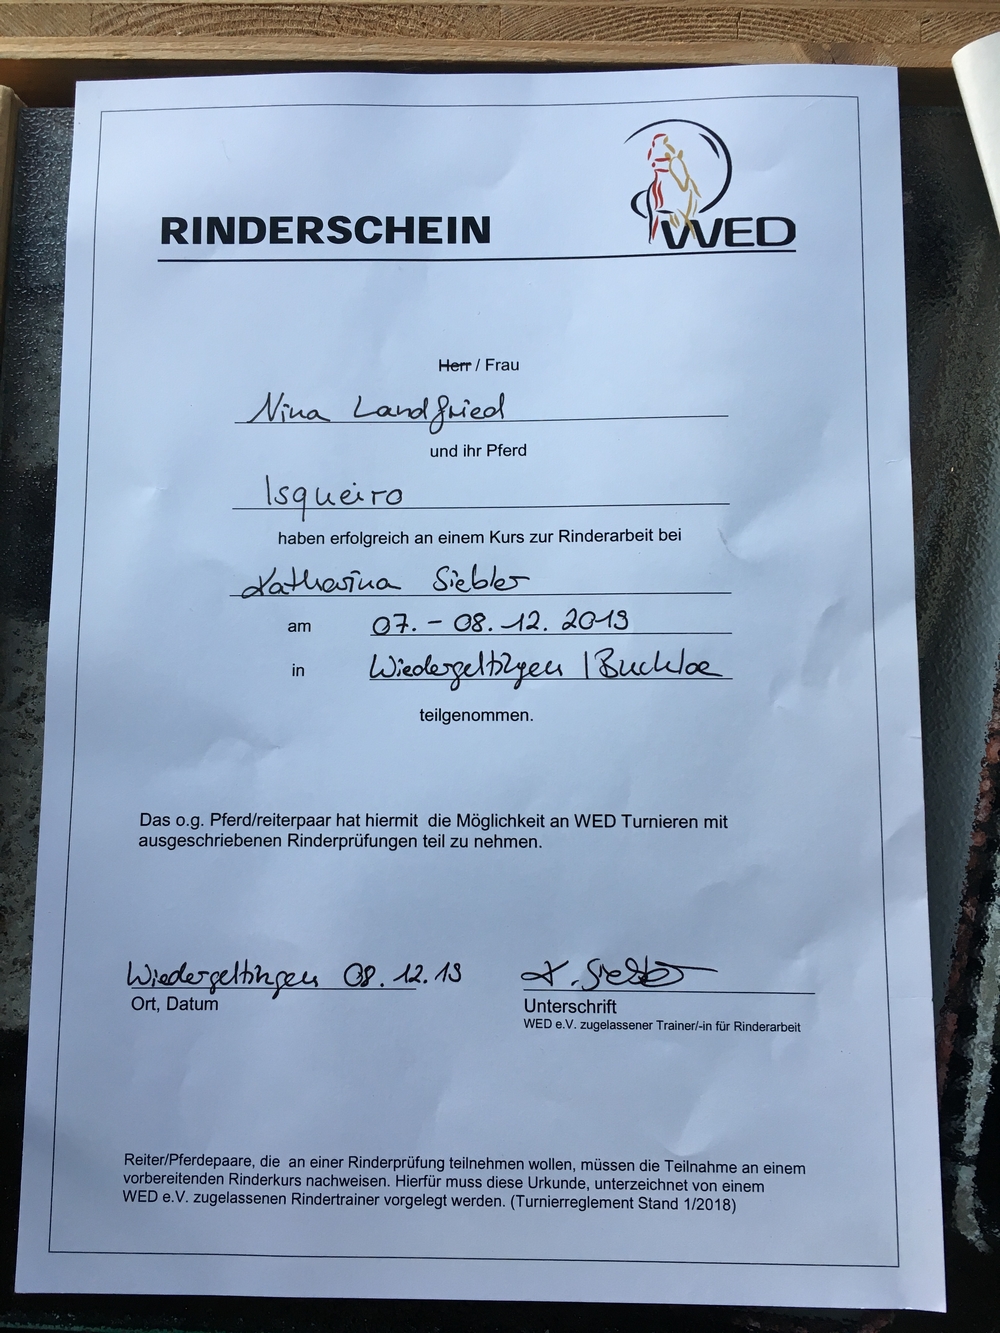 RINDERSCHEIN
WED
Herr / Frau
Nina Landfried
und ihr Pferd
Isqueiro
haben erfolgreich an einem Kurs zur Rinderarbeit bei
Katharina Siebler
am 07. - 08. 12. 2019
in Wiedergeltingen / Buchloe
teilgenommen.
Das o.g. Pferd/reiterpaar hat hiermit die Möglichkeit an WED Turnieren mit
ausgeschriebenen Rinderprüfungen teil zu nehmen.
Wiedergeltingen 08. 12. 19 K. Siebler
Ort, Datum Unterschrift
WED e.V. zugelassener Trainer/-in für Rinderarbeit
Reiter/Pferdepaare, die an einer Rinderprüfung teilnehmen wollen, müssen die Teilnahme an einem
vorbereitenden Rinderkurs nachweisen. Hierfür muss diese Urkunde, unterzeichnet von einem
WED e.V. zugelassenen Rindertrainer vorgelegt werden. (Turnierreglement Stand 1/2018)